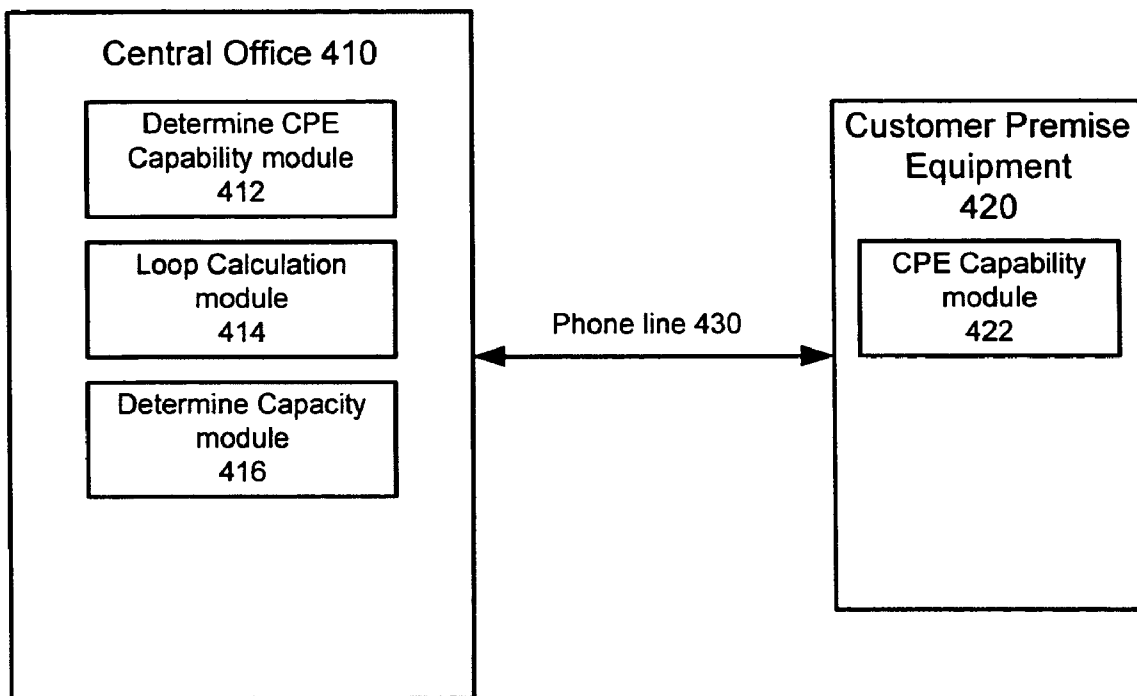 Central Office 410
Determine CPE
Capability module
412
Loop Calculation
module
414
Determine Capacity
module
416
Phone line 430
Customer Premise
Equipment
420
CPE Capability
module
422